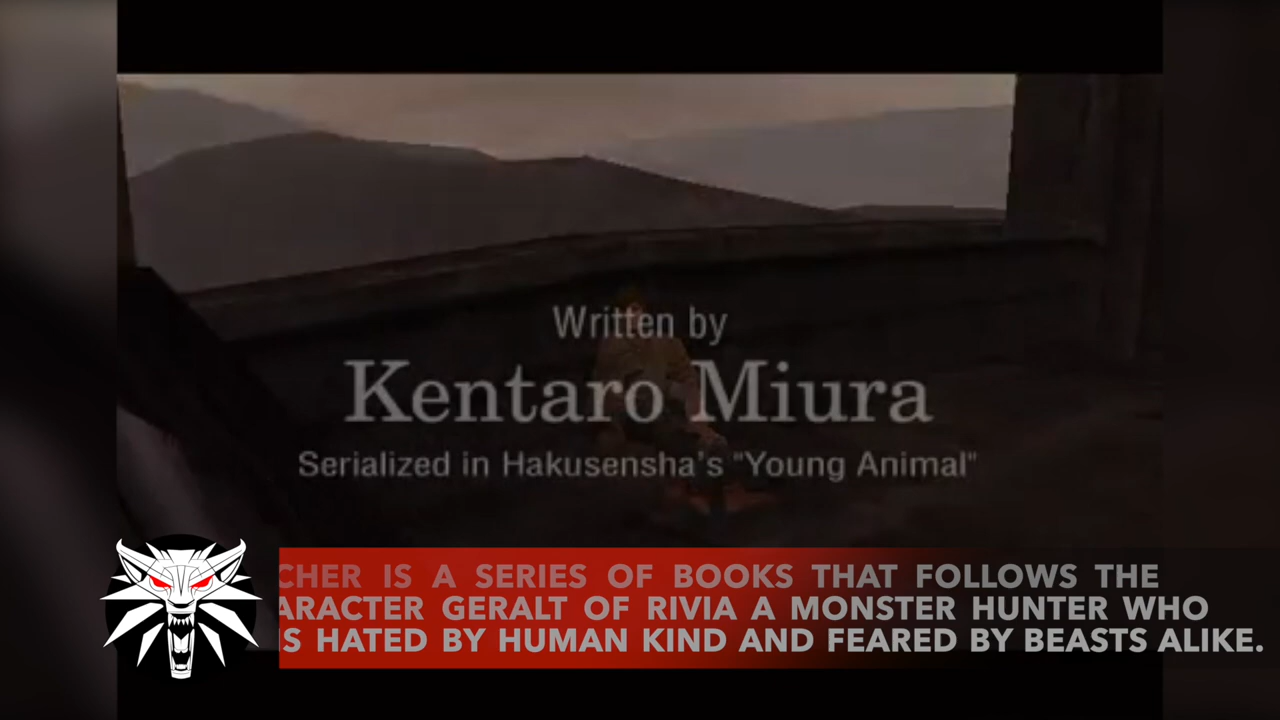 Written by
Kentaro Miura
Serialized in Hakusensha's "Young Animal"
CHER IS A SERIES OF BOOKS THAT FOLLOWS THE
ARACTER GERALT OF RIVIA A MONSTER HUNTER WHO
S HATED BY HUMAN KIND AND FEARED BY BEASTS ALIKE.